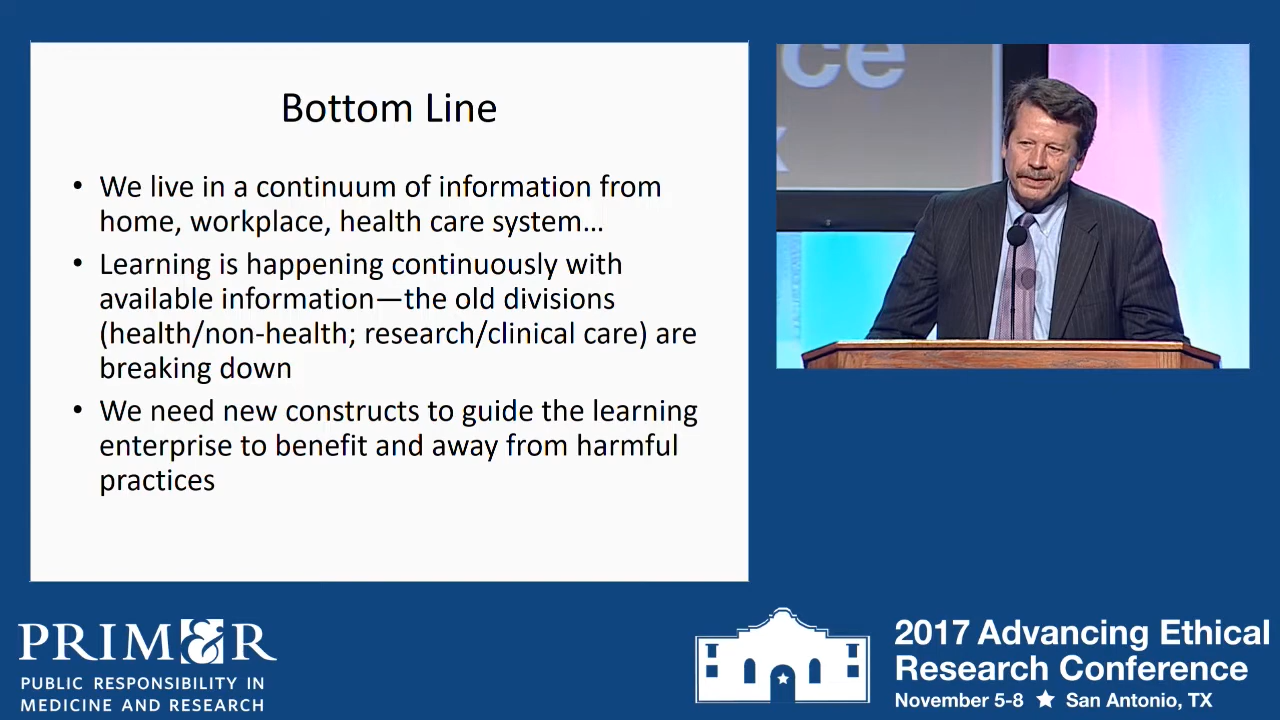 Bottom Line
• We live in a continuum of information from
home, workplace, health care system...
• Learning is happening continuously with
available information—the old divisions
(health/non-health; research/clinical care) are
breaking down
• We need new constructs to guide the learning
enterprise to benefit and away from harmful
practices
ce
PRIM&R
PUBLIC RESPONSIBILITY IN
MEDICINE AND RESEARCH
2017 Advancing Ethical
Research Conference
November 5-8 ★ San Antonio, TX